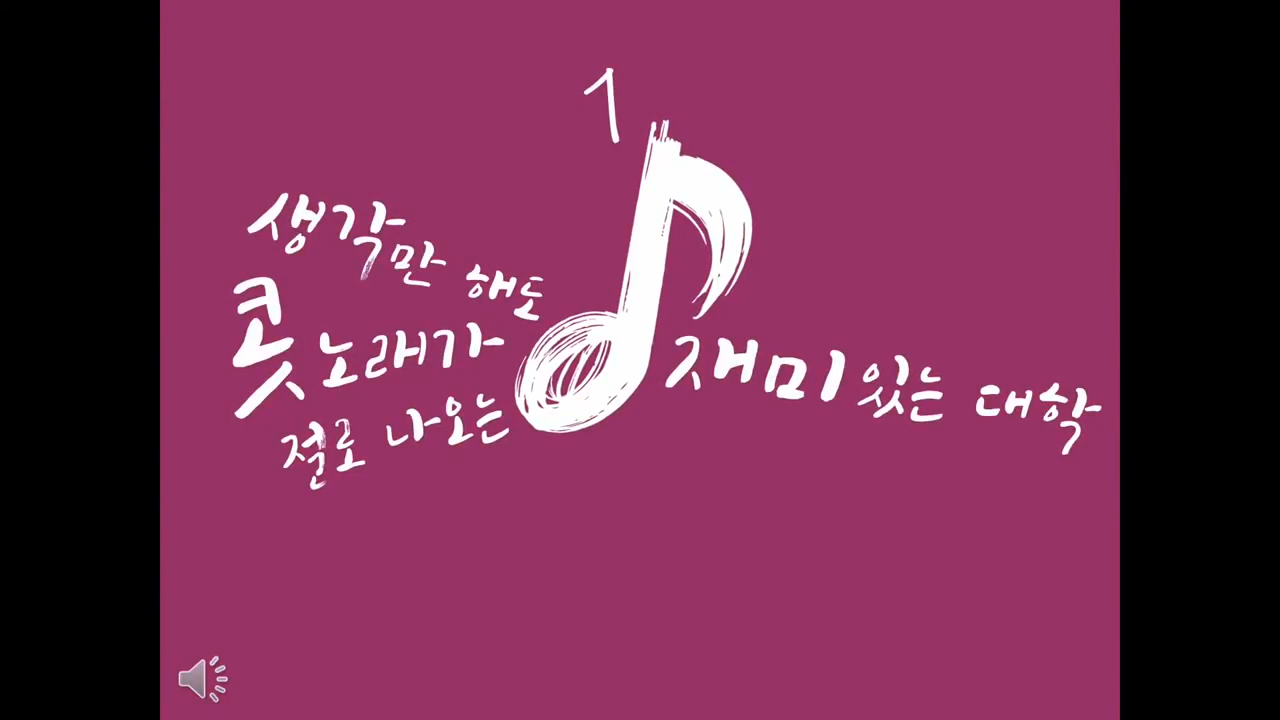 1
생각만 해도
콧노래가
절로 나오는
재미있는 대학